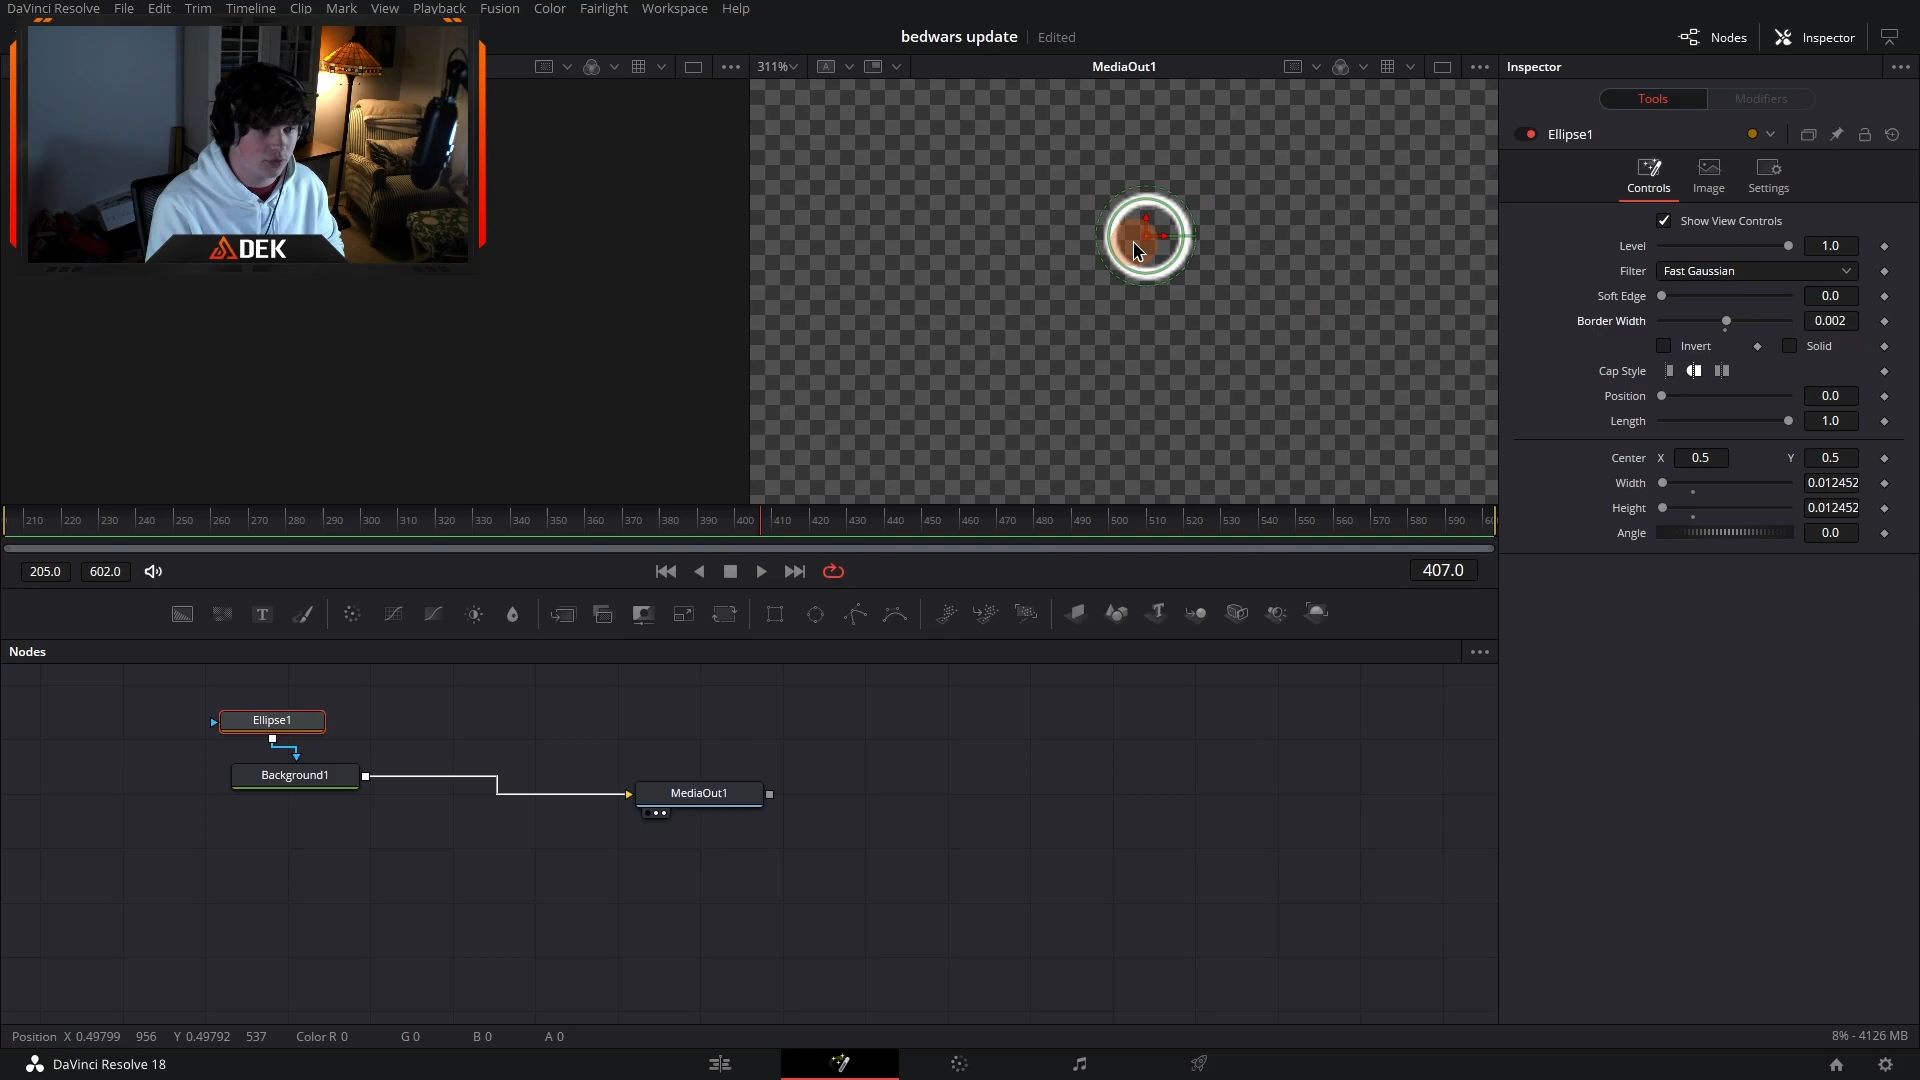 DaVinci Resolve File Edit Trim Timeline Clip Mark View Playback Fusion Color Fairlight Workspace Help
bedwars update Edited
Nodes Inspector
311% A MediaOut1 Inspector
Tools Modifiers
Ellipse1
Controls Image Settings
DEK
Show View Controls
Level 1.0
Filter Fast Gaussian
Soft Edge 0.0
Border Width 0.002
Invert Solid
Cap Style
Position 0.0
Length 1.0
Center X 0.5 Y 0.5
Width 0.012452
Height 0.012452
Angle 0.0
210 220 230 240 250 260 270 280 290 300 310 320 330 340 350 360 370 380 390 400 410 420 430 440 450 460 470 480 490 500 510 520 530 540 550 560 570 580 590
205.0 602.0 407.0
T T
Nodes
Ellipse1
Background1
MediaOut1
Position X 0.49799 956 Y 0.49792 537 Color R 0 G 0 B 0 A 0 8% - 4126 MB
DaVinci Resolve 18